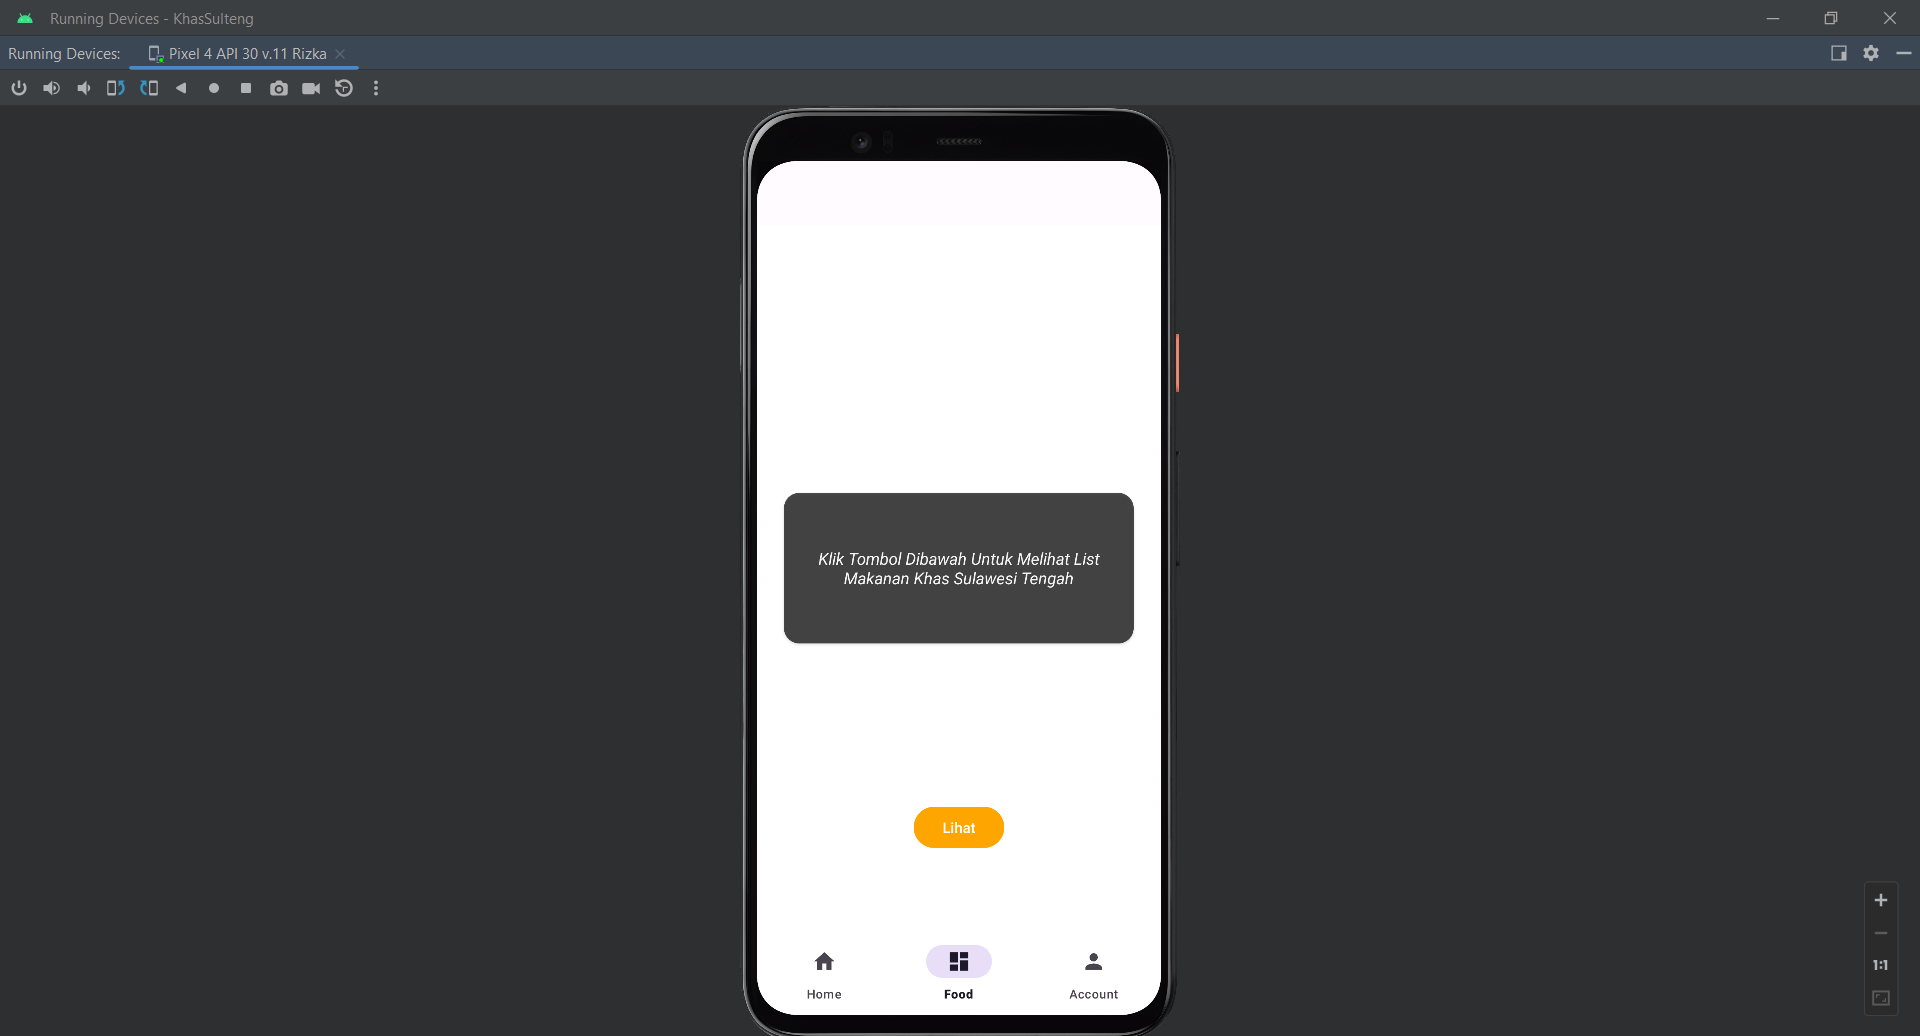 Running Devices - KhasSulteng
Running Devices: Pixel 4 API 30 v.11 Rizka
Klik Tombol Dibawah Untuk Melihat List
Makanan Khas Sulawesi Tengah
Lihat
Home Food Account
1:1